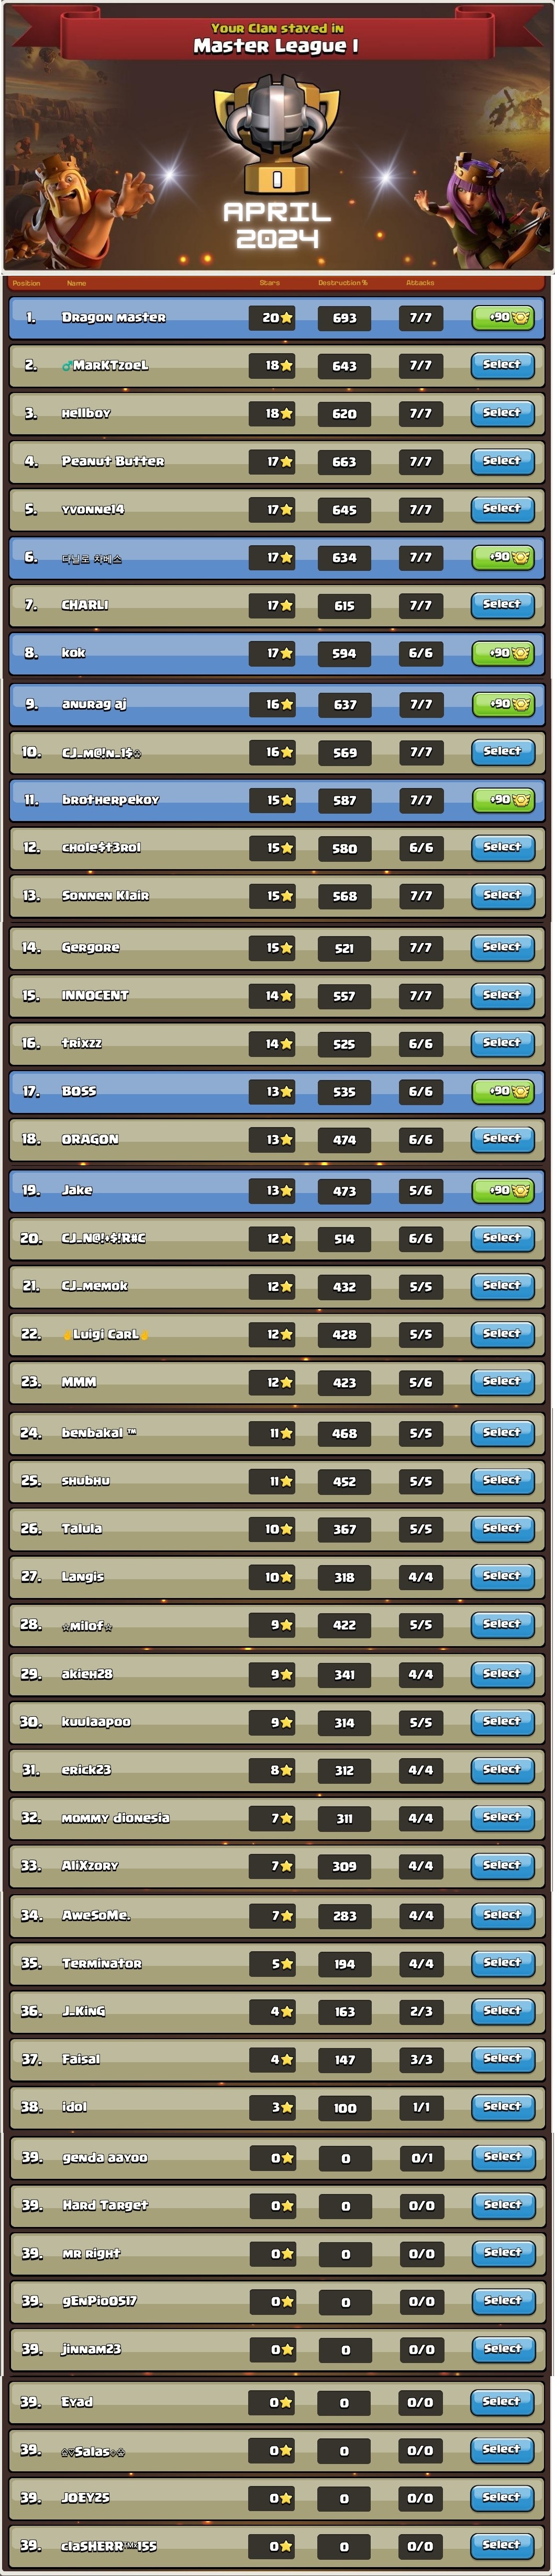 Your Clan stayed in
Master League I
I
APRIL
2024
Position Name Stars Destruction % Attacks
1. Dragon master 20 693 7/7 +90
2. ♂MarKTzoeL 18 643 7/7 Select
3. Hellboy 18 620 7/7 Select
4. Peanut Butter 17 663 7/7 Select
5. yvonne14 17 645 7/7 Select
6. 17 634 7/7 +90
7. CHARLI 17 615 7/7 Select
8. kok 17 594 6/6 +90
9. anurag aj 16 637 7/7 +90
10. CJ_M@!N_1$ 16 569 7/7 Select
11. brotherpekoy 15 587 7/7 +90
12. chole$t3rol 15 580 6/6 Select
13. Sonnen Klair 15 568 7/7 Select
14. Gergore 15 521 7/7 Select
15. INNOCENT 14 557 7/7 Select
16. trixzz 14 525 6/6 Select
17. BOSS 13 535 6/6 +90
18. ORAGON 13 474 6/6 Select
19. Jake 13 473 5/6 +90
20. CJ_N@!+$!R#C 12 514 6/6 Select
21. CJ_memok 12 432 5/5 Select
22. Luigi CarL 12 428 5/5 Select
23. MMM 12 423 5/6 Select
24. benbakal ™ 11 468 5/5 Select
25. shubhu 11 452 5/5 Select
26. Talula 10 367 5/5 Select
27. Langis 10 318 4/4 Select
28. ☆Milof☆ 9 422 5/5 Select
29. akieh28 9 341 4/4 Select
30. kuulaapoo 9 314 5/5 Select
31. erick23 8 312 4/4 Select
32. mommy dionesia 7 311 4/4 Select
33. AliXzory 7 309 4/4 Select
34. AweSoMe. 7 283 4/4 Select
35. Terminator 5 194 4/4 Select
36. J_KinG 4 163 2/3 Select
37. Faisal 4 147 3/3 Select
38. idol 3 100 1/1 Select
39. genda aayoo 0 0 0/1 Select
39. Hard Target 0 0 0/0 Select
39. MR Right 0 0 0/0 Select
39. gEnPio0517 0 0 0/0 Select
39. jinnam23 0 0 0/0 Select
39. Eyad 0 0 0/0 Select
39. Salas 0 0 0/0 Select
39. JOEY25 0 0 0/0 Select
39. 0 0 0/0 Select